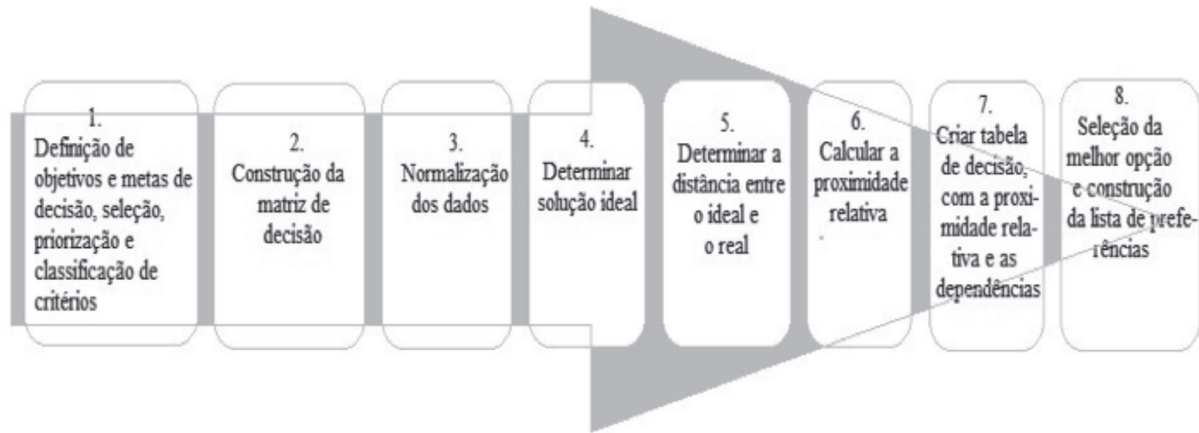 1.
Definição de
objetivos e metas de
decisão, seleção,
priorização e
classificação de
critérios
2.
Construção da
matriz de
decisão
3.
Normalização
dos dados
4.
Determinar
solução ideal
5.
Determinar a
distância entre
o ideal e
o real
6.
Calcular a
proximidade
relativa
.
7.
Criar tabela
de decisão,
com a proxi-
midade rela-
tiva e as
dependências
8.
Seleção da
melhor opção
e construção
da lista de prefe-
rências